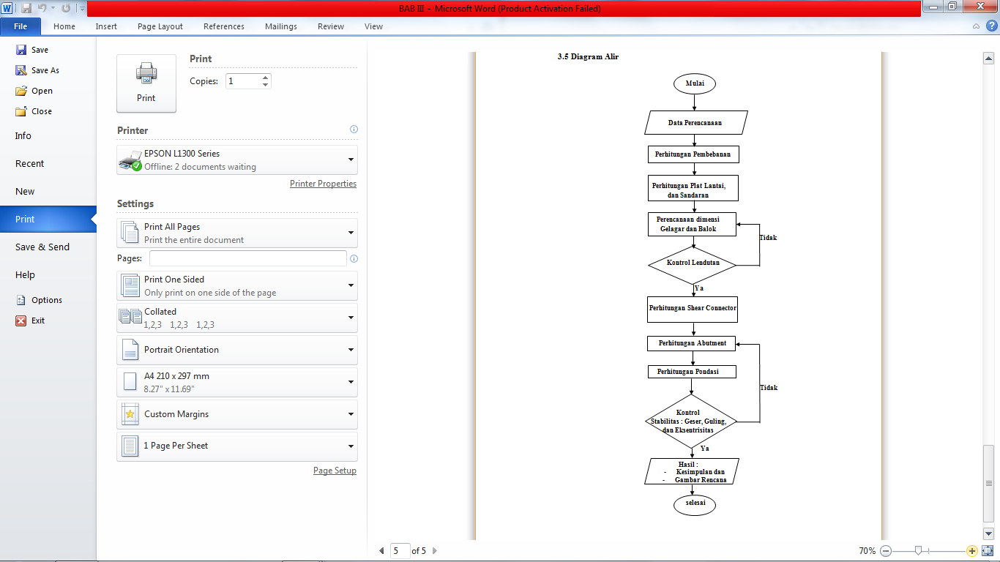 BAB III - Microsoft Word (Product Activation Failed)
File Home Insert Page Layout References Mailings Review View
Save
Save As
Open
Close
Info
Recent
New
Print
Save & Send
Help
Options
Exit
Print
Print
Copies: 1
Printer
EPSON L1300 Series
Offline: 2 documents waiting
Printer Properties
Settings
Print All Pages
Print the entire document
Pages:
Print One Sided
Only print on one side of the page
Collated
1,2,3 1,2,3 1,2,3
Portrait Orientation
A4 210 x 297 mm
8.27" x 11.69"
Custom Margins
1 Page Per Sheet
Page Setup
3.5 Diagram Alir
Mulai
Data Perencanaan
Perhitungan Pembebanan
Perhitungan Plat Lantai,
dan Sandaran
Perencanaan dimensi
Gelagar dan Balok
Tidak
Kontrol Lendutan
Ya
Perhitungan Shear Connector
Perhitungan Abutment
Perhitungan Pondasi
Tidak
Kontrol
Stabilitas : Geser, Guling,
dan Eksentrisitas
Ya
Hasil :
- Kesimpulan dan
- Gambar Rencana
selesai
5 of 5
70%